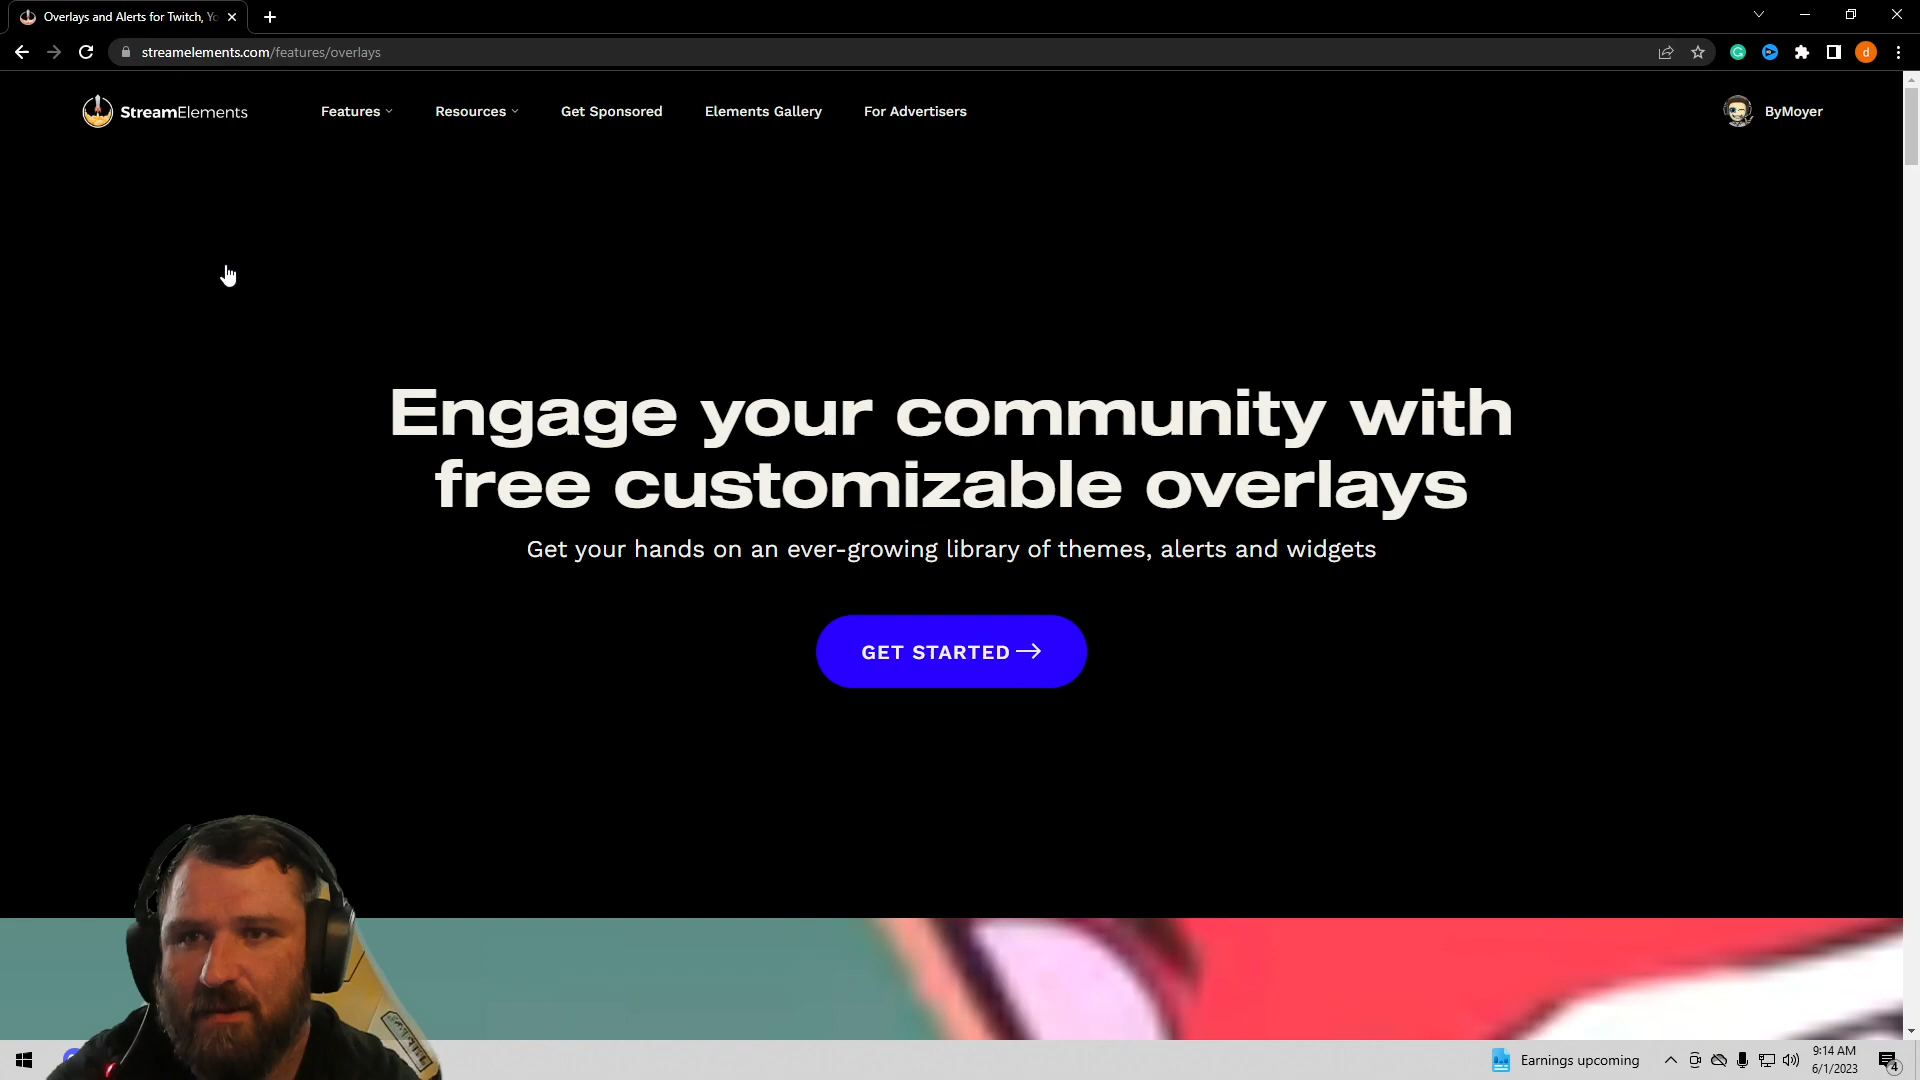 Overlays and Alerts for Twitch, Yo
streamelements.com/features/overlays
d
StreamElements
Features
Resources
Get Sponsored
Elements Gallery
For Advertisers
ByMoyer
Engage your community with
free customizable overlays
Get your hands on an ever-growing library of themes, alerts and widgets
GET STARTED
Earnings upcoming
9:14 AM
6/1/2023
4